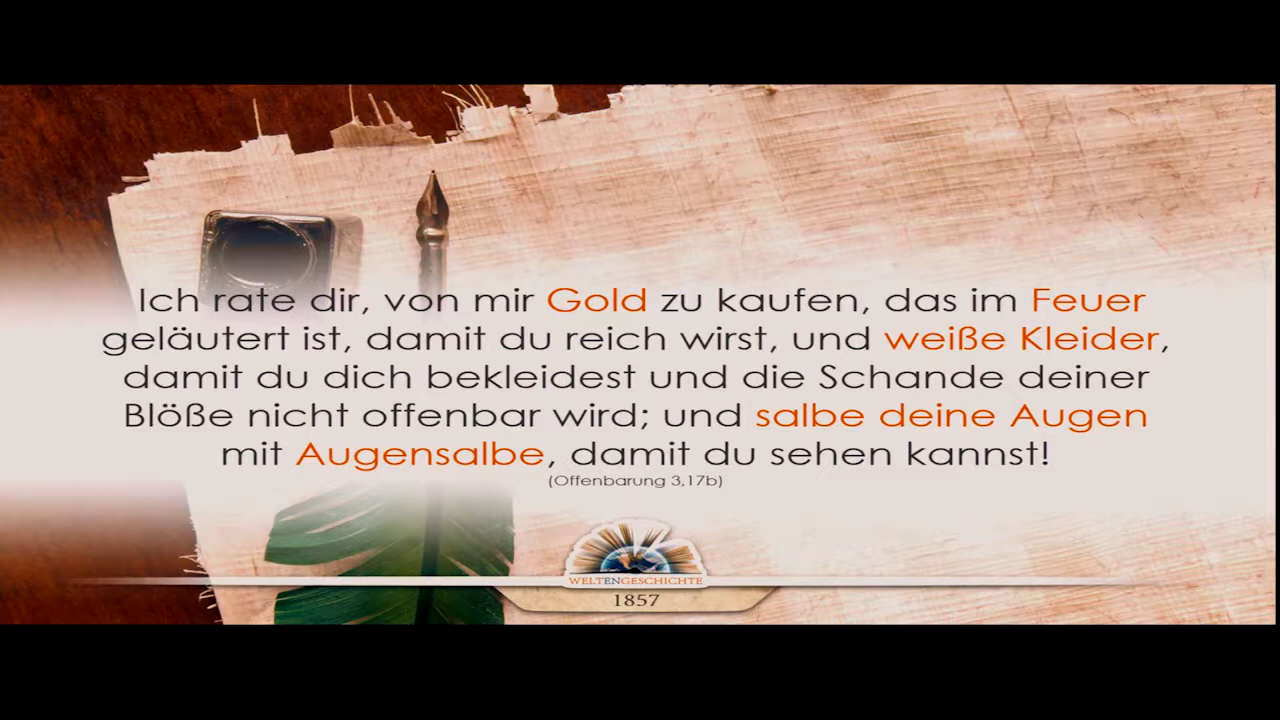 Ich rate dir, von mir Gold zu kaufen, das im Feuer
geläutert ist, damit du reich wirst, und weiße Kleider,
damit du dich bekleidest und die Schande deiner
Blöße nicht offenbar wird; und salbe deine Augen
mit Augensalbe, damit du sehen kannst!
(Offenbarung 3,17b)
WELTENGESCHICHTE
1857